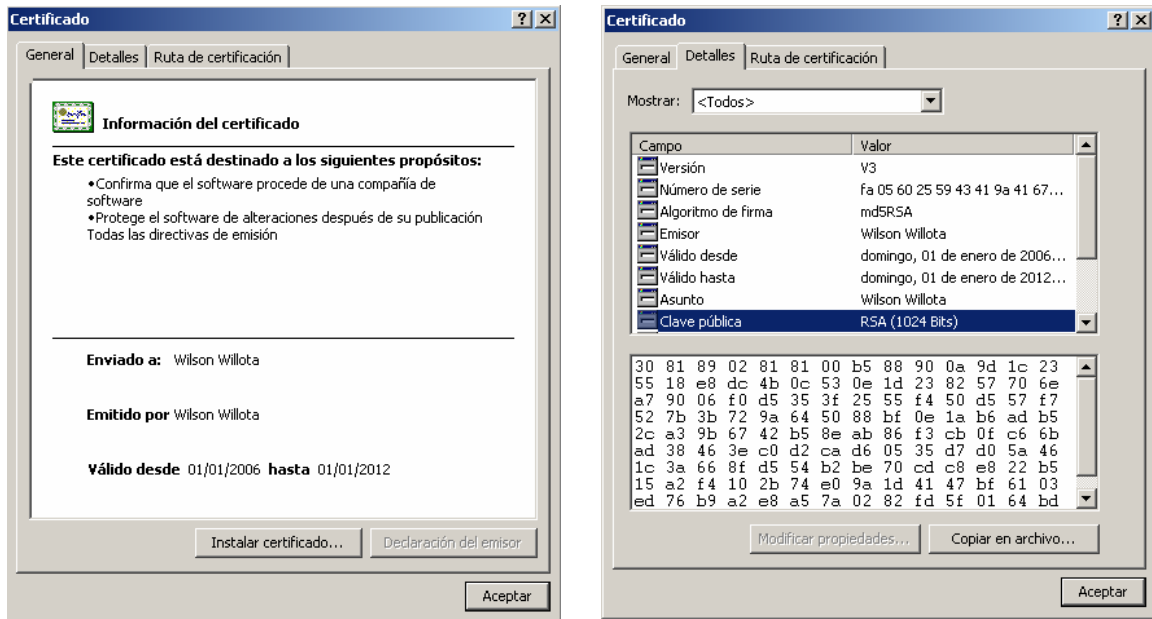 Certificado
General Detalles Ruta de certificación
Información del certificado
Este certificado está destinado a los siguientes propósitos:
•Confirma que el software procede de una compañía de
software
•Protege el software de alteraciones después de su publicación
Todas las directivas de emisión
Enviado a: Wilson Willota
Emitido por Wilson Willota
Válido desde 01/01/2006 hasta 01/01/2012
Instalar certificado... Declaración del emisor
Aceptar
Certificado
General Detalles Ruta de certificación
Mostrar: <Todos>
Campo Valor
Versión V3
Número de serie fa 05 60 25 59 43 41 9a 41 67...
Algoritmo de firma md5RSA
Emisor Wilson Willota
Válido desde domingo, 01 de enero de 2006...
Válido hasta domingo, 01 de enero de 2012...
Asunto Wilson Willota
Clave pública RSA (1024 Bits)
30 81 89 02 81 81 00 b5 88 90 0a 9d 1c 23
55 18 e8 dc 4b 0c 53 0e 1d 23 82 57 70 6e
a7 90 06 f0 d5 35 3f 25 55 f4 50 d5 57 f7
52 7b 3b 72 9a 64 50 88 bf 0e 1a b6 ad b5
2c a3 9b 67 42 b5 8e ab 86 f3 cb 0f c6 6b
ad 38 46 3e c0 d2 ca d6 05 35 d7 d0 5a 46
1c 3a 66 8f d5 54 b2 be 70 cd c8 e8 22 b5
15 a2 f4 10 2b 74 e0 9a 1d 41 47 bf 61 03
ed 76 b9 a2 e8 a5 7a 02 82 fd 5f 01 64 bd
Modificar propiedades... Copiar en archivo...
Aceptar